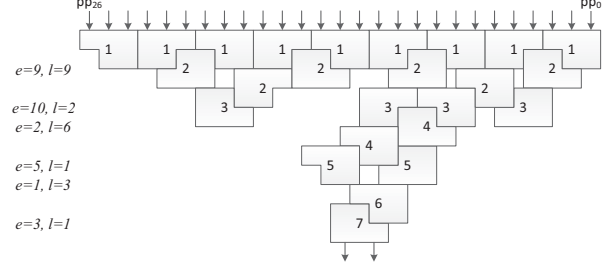 pp26 pp0
1 1 1 1 1 1 1 1 1
e=9, l=9 2 2 2 2
2 2
e=10, l=2 3 3 3 3
e=2, l=6 4
4
e=5, l=1 5 5
e=1, l=3
6
e=3, l=1 7